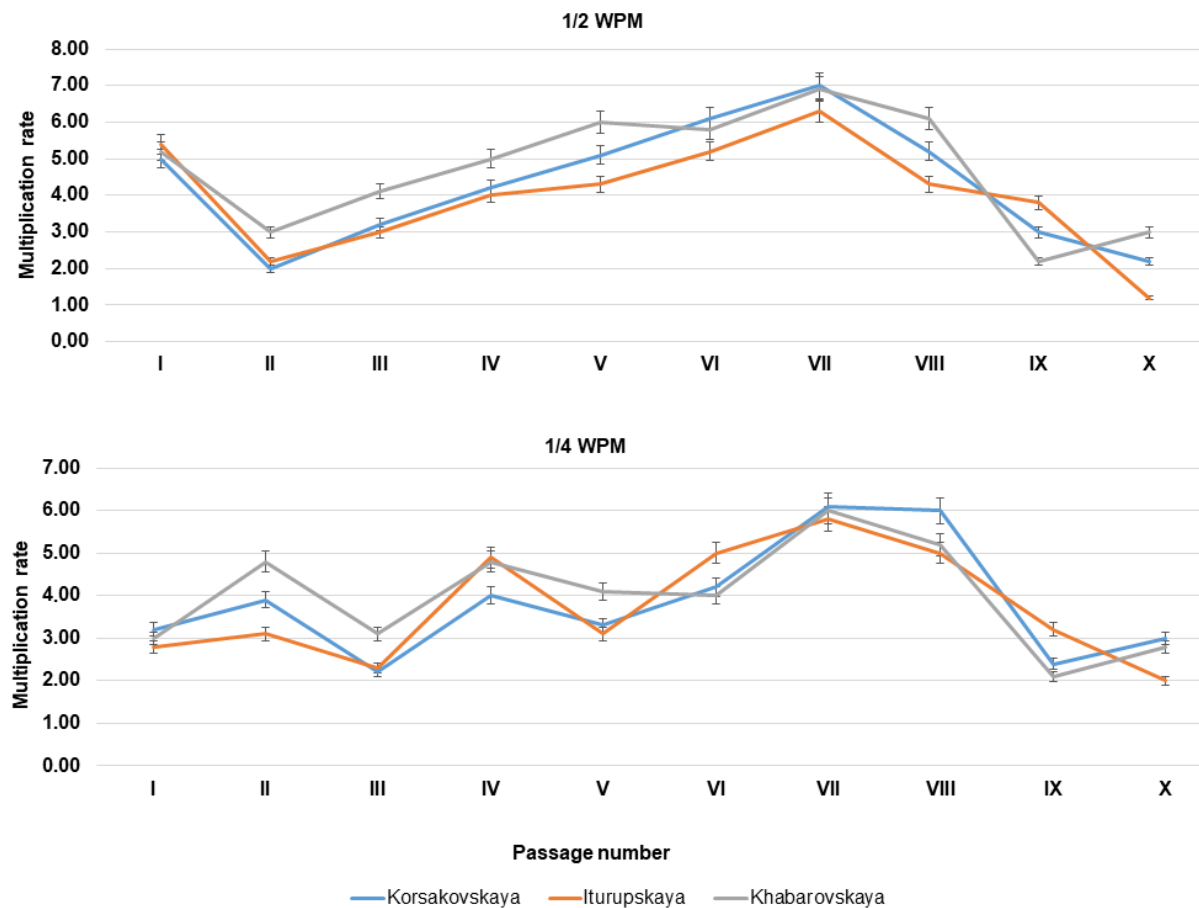 1/2 WPM
Multiplication rate
8.00
7.00
6.00
5.00
4.00
3.00
2.00
1.00
0.00
I II III IV V VI VII VIII IX X
1/4 WPM
Multiplication rate
7.00
6.00
5.00
4.00
3.00
2.00
1.00
0.00
I II III IV V VI VII VIII IX X
Passage number
Korsakovskaya Iturupskaya Khabarovskaya